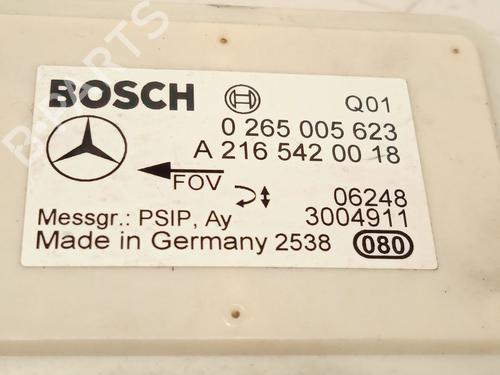 B-PARTS
BOSCH Q01
0 265 005 623
A 216 542 00 18
FOV 06248
Messgr.: PSIP, Ay 3004911
Made in Germany 2538 080